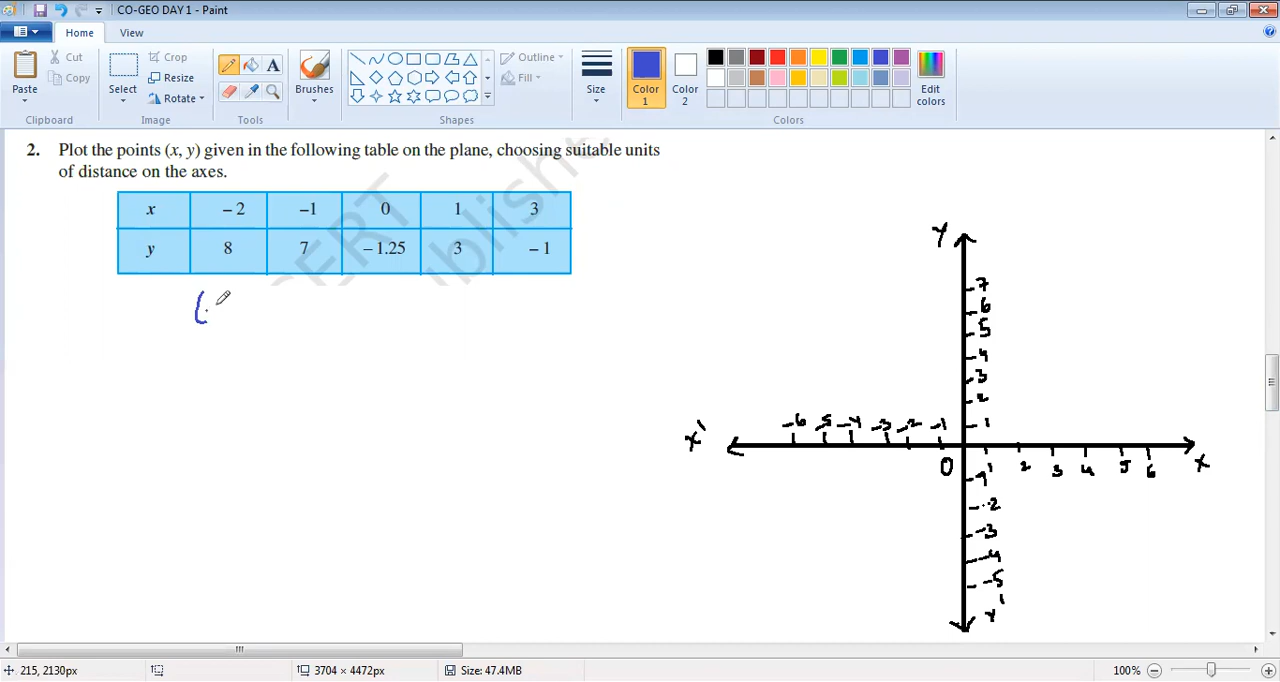 CO-GEO DAY 1 - Paint
Home View
Paste Cut Copy Select Crop Resize Rotate Brushes Outline Fill Size Color 1 Color 2 Edit colors
Clipboard Image Tools Shapes Colors
2. Plot the points (x, y) given in the following table on the plane, choosing suitable units
of distance on the axes.
x – 2 –1 0 1 3
y 8 7 – 1.25 3 – 1
(
Y
7
6
5
4
3
2
1
-6 -5 -4 -3 -2 -1
X'
0 1 2 3 4 5 6 X
-1
-2
-3
-4
-5
Y'
215, 2130px 3704 × 4472px Size: 47.4MB 100%